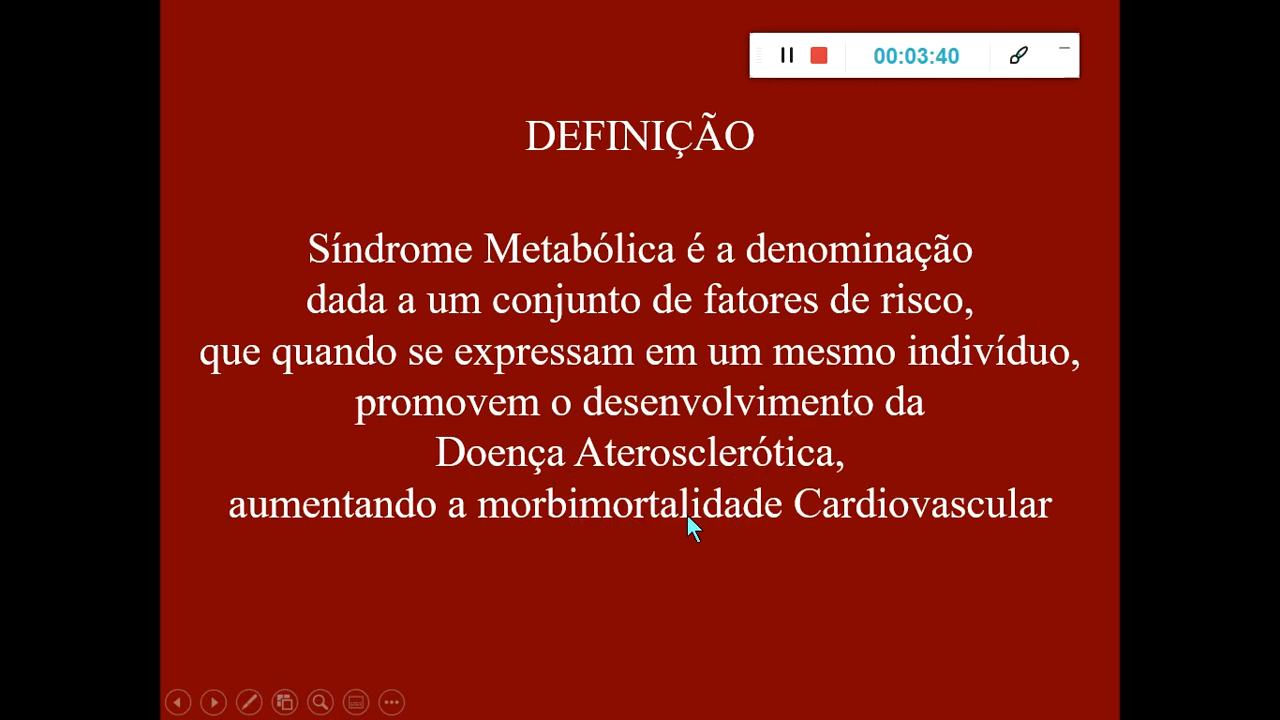 00:03:40
DEFINIÇÃO
Síndrome Metabólica é a denominação
dada a um conjunto de fatores de risco,
que quando se expressam em um mesmo indivíduo,
promovem o desenvolvimento da
Doença Aterosclerótica,
aumentando a morbimortalidade Cardiovascular